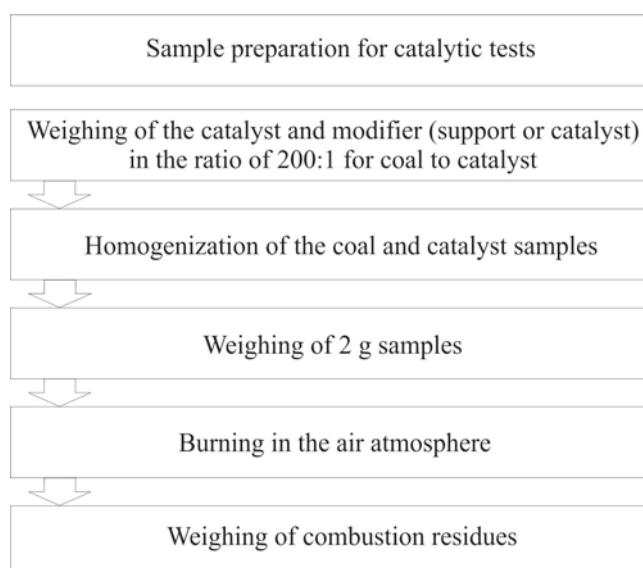 Sample preparation for catalytic tests
Weighing of the catalyst and modifier (support or catalyst)
in the ratio of 200:1 for coal to catalyst
Homogenization of the coal and catalyst samples
Weighing of 2 g samples
Burning in the air atmosphere
Weighing of combustion residues